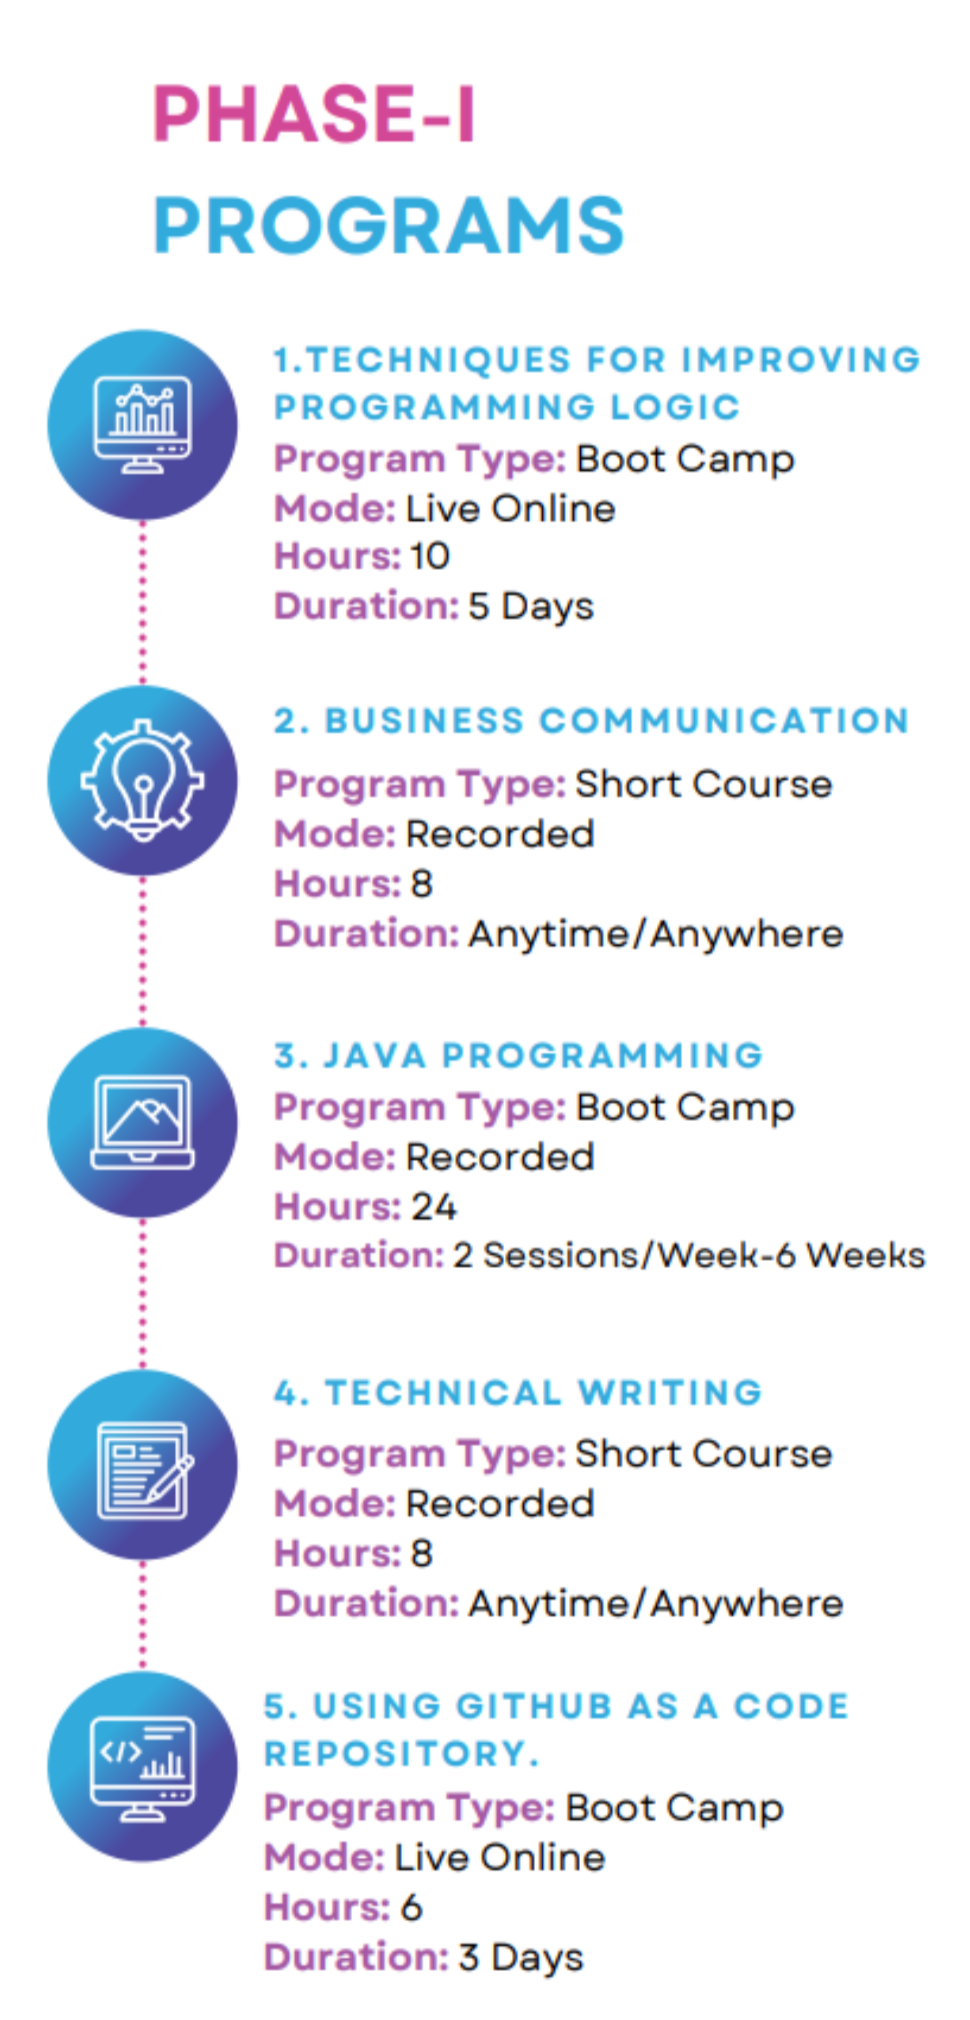 PHASE-I
PROGRAMS
1.TECHNIQUES FOR IMPROVING
PROGRAMMING LOGIC
Program Type: Boot Camp
Mode: Live Online
Hours: 10
Duration: 5 Days
2. BUSINESS COMMUNICATION
Program Type: Short Course
Mode: Recorded
Hours: 8
Duration: Anytime/Anywhere
3. JAVA PROGRAMMING
Program Type: Boot Camp
Mode: Recorded
Hours: 24
Duration: 2 Sessions/Week-6 Weeks
4. TECHNICAL WRITING
Program Type: Short Course
Mode: Recorded
Hours: 8
Duration: Anytime/Anywhere
</>
5. USING GITHUB AS A CODE
REPOSITORY.
Program Type: Boot Camp
Mode: Live Online
Hours: 6
Duration: 3 Days